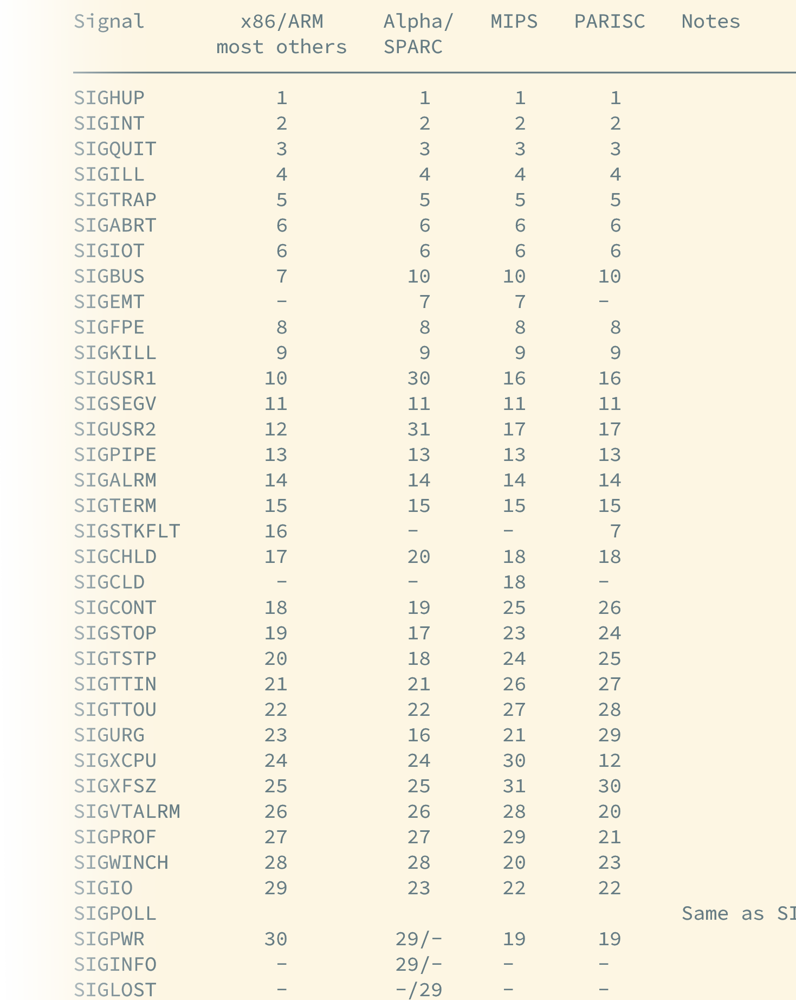 Signal x86/ARM Alpha/ MIPS PARISC Notes
most others SPARC
SIGHUP 1 1 1 1
SIGINT 2 2 2 2
SIGQUIT 3 3 3 3
SIGILL 4 4 4 4
SIGTRAP 5 5 5 5
SIGABRT 6 6 6 6
SIGIOT 6 6 6 6
SIGBUS 7 10 10 10
SIGEMT - 7 7 -
SIGFPE 8 8 8 8
SIGKILL 9 9 9 9
SIGUSR1 10 30 16 16
SIGSEGV 11 11 11 11
SIGUSR2 12 31 17 17
SIGPIPE 13 13 13 13
SIGALRM 14 14 14 14
SIGTERM 15 15 15 15
SIGSTKFLT 16 - - 7
SIGCHLD 17 20 18 18
SIGCLD - - 18 -
SIGCONT 18 19 25 26
SIGSTOP 19 17 23 24
SIGTSTP 20 18 24 25
SIGTTIN 21 21 26 27
SIGTTOU 22 22 27 28
SIGURG 23 16 21 29
SIGXCPU 24 24 30 12
SIGXFSZ 25 25 31 30
SIGVTALRM 26 26 28 20
SIGPROF 27 27 29 21
SIGWINCH 28 28 20 23
SIGIO 29 23 22 22
SIGPOLL Same as SI
SIGPWR 30 29/- 19 19
SIGINFO - 29/- - -
SIGLOST - -/29 - -